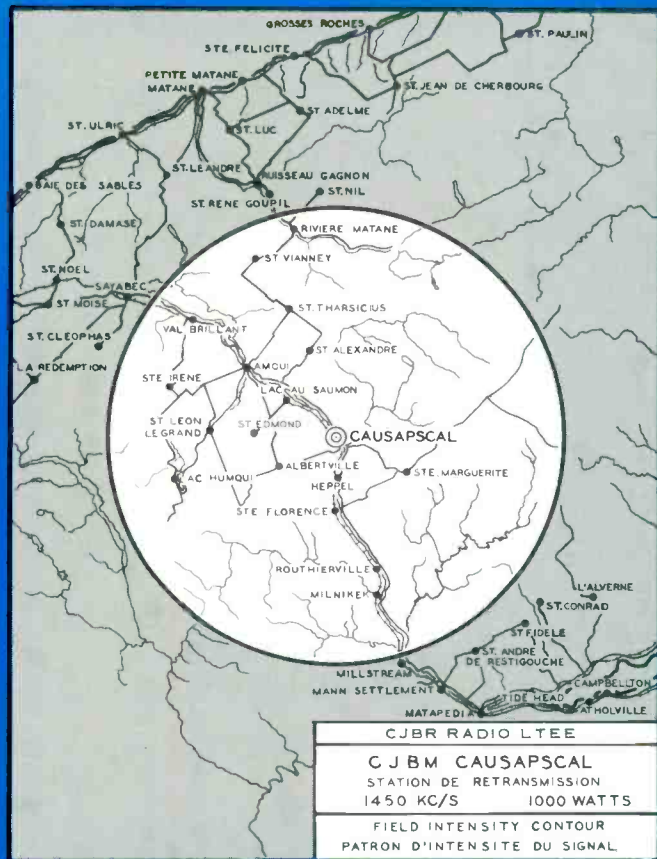 GROSSES ROCHES
ST. PAULIN
STE FELICITE
PETITE MATANE
MATANE
ST. JEAN DE CHERBOURG
ST ADELME
ST. ULRIC
ST. LUC
ST. LEANDRE
RUISSEAU GAGNON
BAIE DES SABLES
ST. NIL
ST. RENE GOUPIL
ST. DAMASE
RIVIERE MATANE
ST VIANNEY
ST. NOEL
SAYABEC
ST MOISE
ST. THARSICIUS
VAL BRILLANT
ST. CLEOPHAS
ST ALEXANDRE
LA REDEMPTION
AMQUI
STE IRENE
LAC AU SAUMON
ST. LEON
LEGRAND
ST. EDMOND
CAUSAPSCAL
ALBERTVILLE
STE. MARGUERITE
LAC HUMQUI
HEPPEL
STE FLORENCE
ROUTHIERVILLE
MILNIKEK
L'ALVERNE
ST. CONRAD
ST FIDELE
ST. ANDRE
DE RESTIGOUCHE
MILLSTREAM
CAMPBELLTON
MANN SETTLEMENT
TIDE HEAD
ATHOLVILLE
MATAPEDIA
CJBR RADIO LTEE
CJBM CAUSAPSCAL
STATION DE RETRANSMISSION
1450 KC/S 1000 WATTS
FIELD INTENSITY CONTOUR
PATRON D'INTENSITE DU SIGNAL